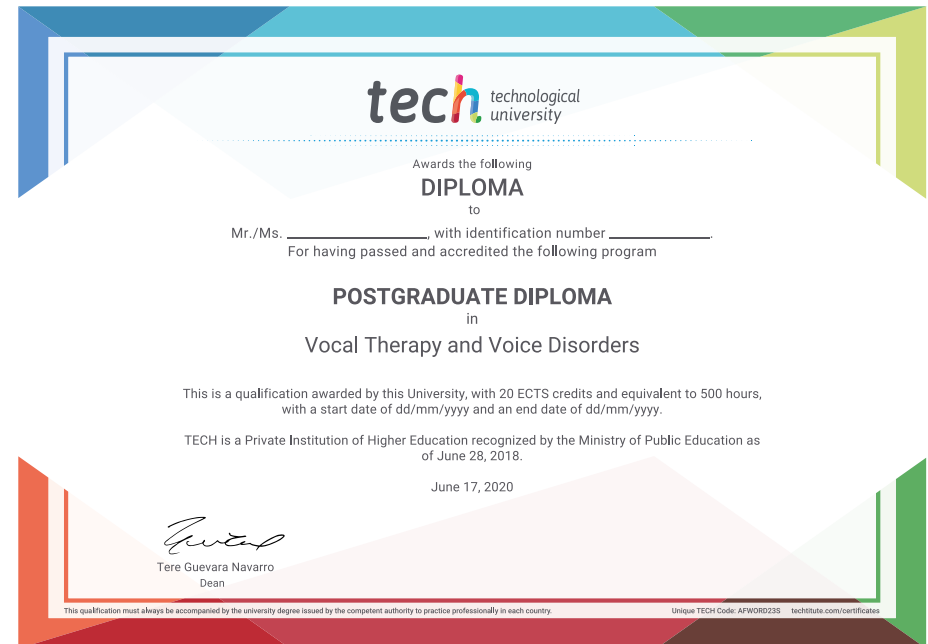 tech technological
university
Awards the following
DIPLOMA
to
Mr./Ms. ____________________, with identification number ______________.
For having passed and accredited the following program
POSTGRADUATE DIPLOMA
in
Vocal Therapy and Voice Disorders
This is a qualification awarded by this University, with 20 ECTS credits and equivalent to 500 hours,
with a start date of dd/mm/yyyy and an end date of dd/mm/yyyy.
TECH is a Private Institution of Higher Education recognized by the Ministry of Public Education as
of June 28, 2018.
June 17, 2020
Tere Guevara Navarro
Dean
This qualification must always be accompanied by the university degree issued by the competent authority to practice professionally in each country. Unique TECH Code: AFWORD23S techtitute.com/certificates